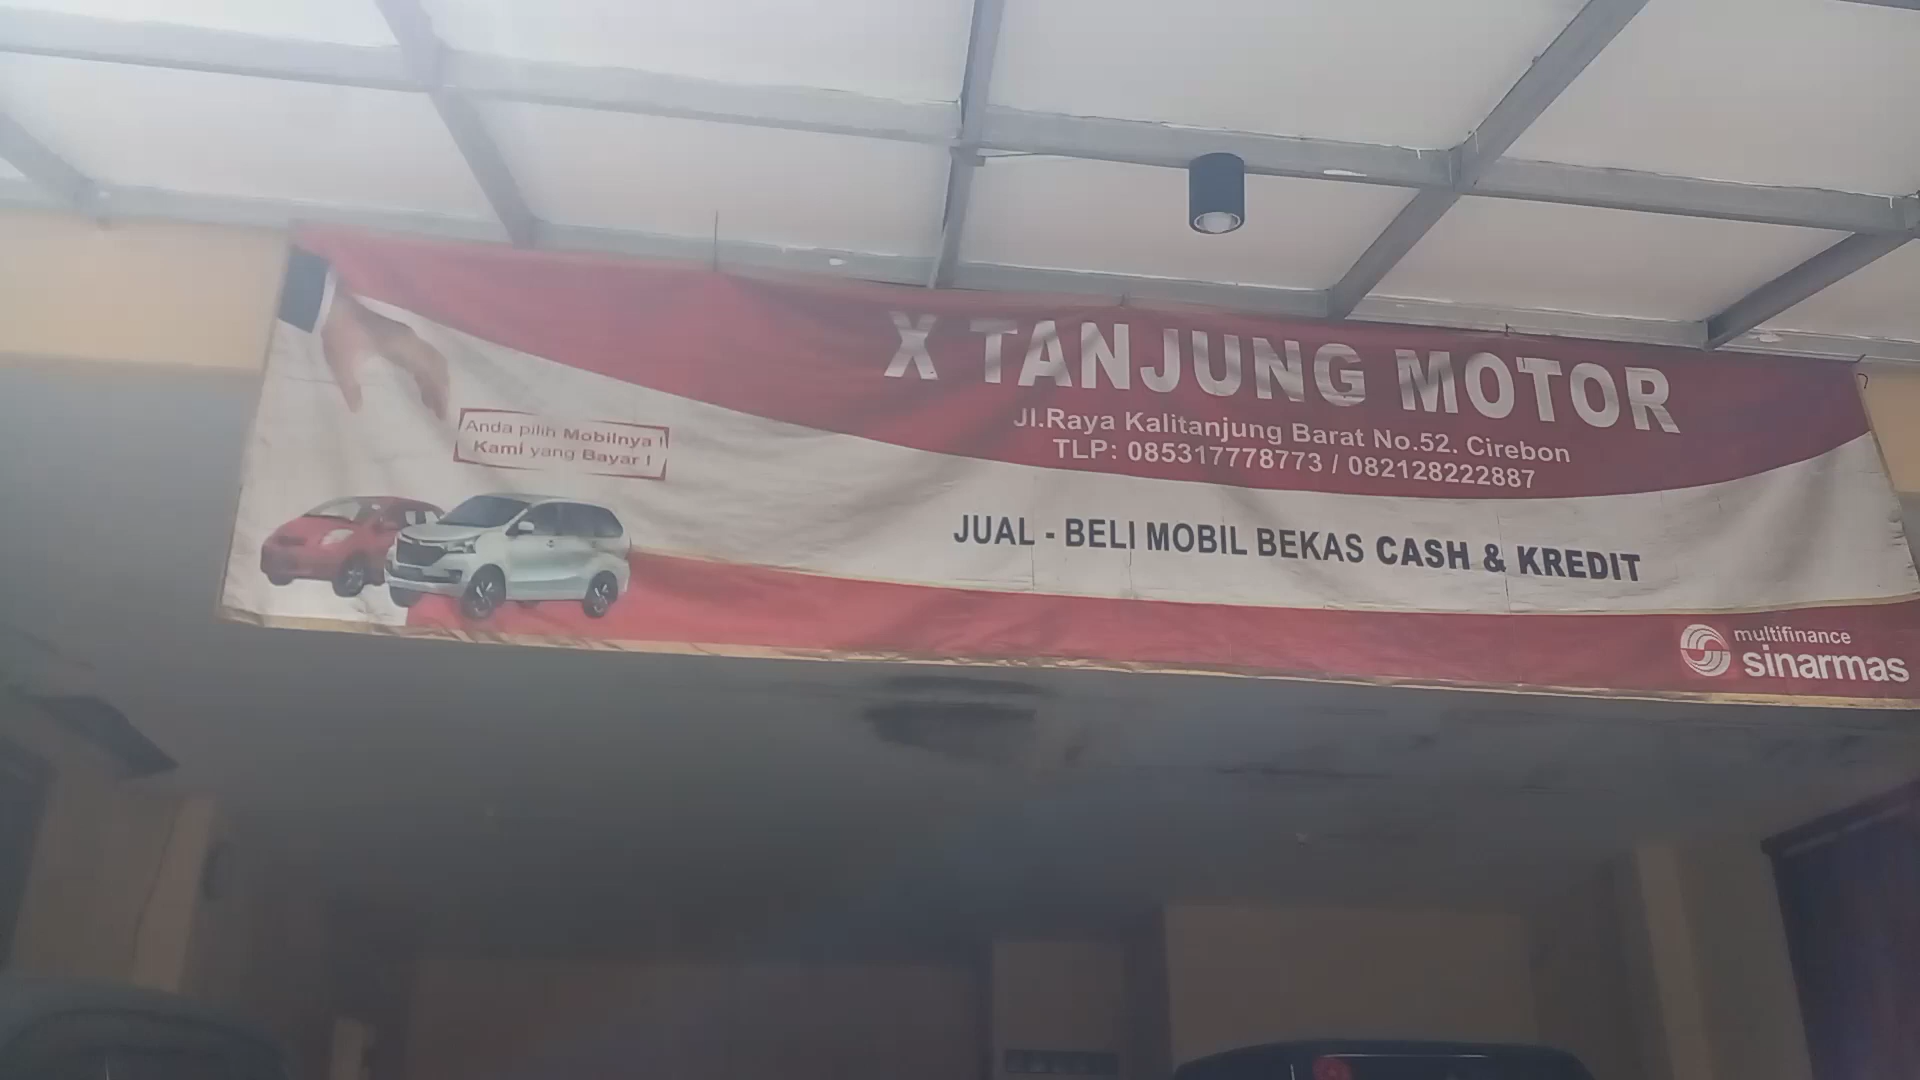 X TANJUNG MOTOR
Jl.Raya Kalitanjung Barat No.52. Cirebon
TLP: 085317778773 / 082128222887
Anda pilih Mobilnya !
Kami yang Bayar !
JUAL - BELI MOBIL BEKAS CASH & KREDIT
multifinance
sinarmas